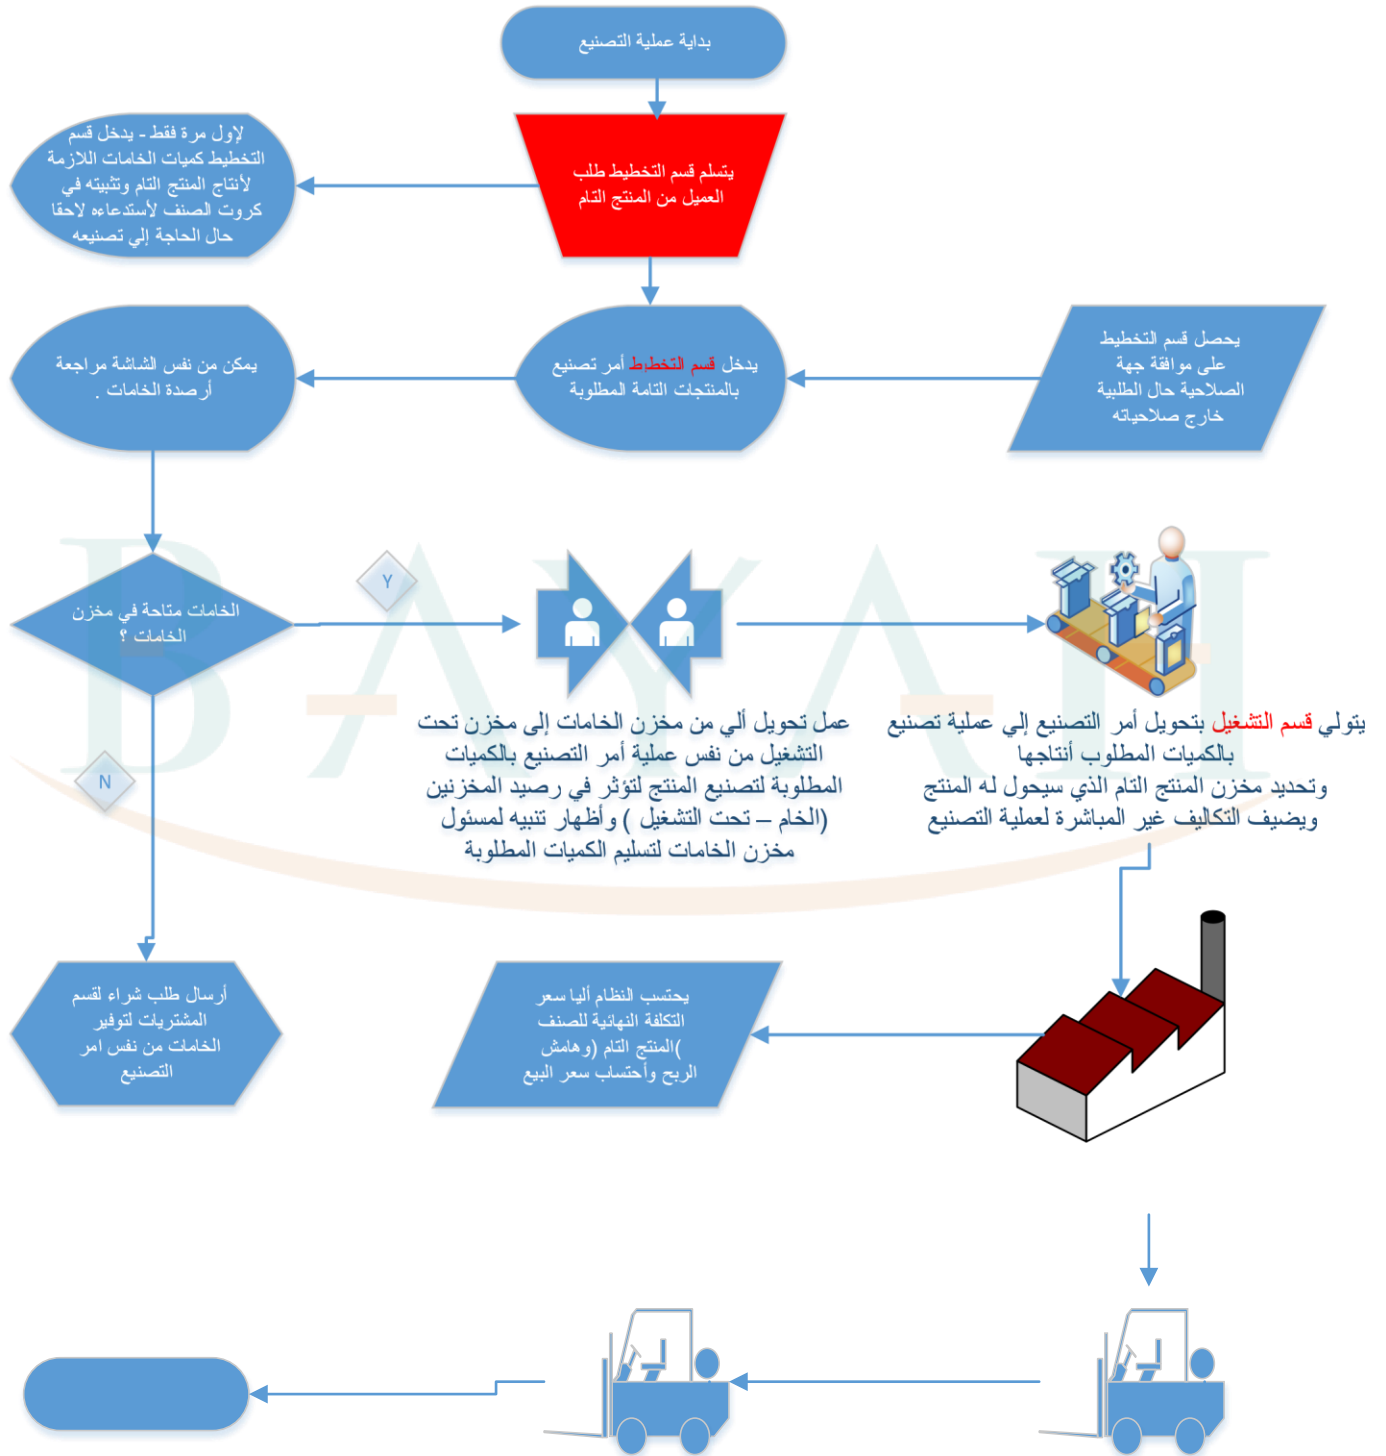 بداية عملية التصنيع
يتسلم قسم التخطيط طلب
العميل من المنتج التام
لإول مرة فقط - يدخل قسم
التخطيط كميات الخامات اللازمة
لأنتاج المنتج التام وتثبيته في
كروت الصنف لأستدعاءه لاحقا
حال الحاجة إلي تصنيعه
يحصل قسم التخطيط
على موافقة جهة
الصلاحية حال الطلبية
خارج صلاحياته
يدخل قسم التخطيط أمر تصنيع
بالمنتجات التامة المطلوبة
يمكن من نفس الشاشة مراجعة
أرصدة الخامات .
الخامات متاحة في مخزن
الخامات ؟
Y
N
BAYAH
عمل تحويل ألي من مخزن الخامات إلى مخزن تحت
التشغيل من نفس عملية أمر التصنيع بالكميات
المطلوبة لتصنيع المنتج لتؤثر في رصيد المخزنين
(الخام – تحت التشغيل ) وأظهار تنبيه لمسئول
مخزن الخامات لتسليم الكميات المطلوبة
يتولي قسم التشغيل بتحويل أمر التصنيع إلي عملية تصنيع
بالكميات المطلوب أنتاجها
وتحديد مخزن المنتج التام الذي سيحول له المنتج
ويضيف التكاليف غير المباشرة لعملية التصنيع
أرسال طلب شراء لقسم
المشتريات لتوفير
الخامات من نفس امر
التصنيع
يحتسب النظام أليا سعر
التكلفة النهائية للصنف
)المنتج التام (وهامش
الربح وأحتساب سعر البيع